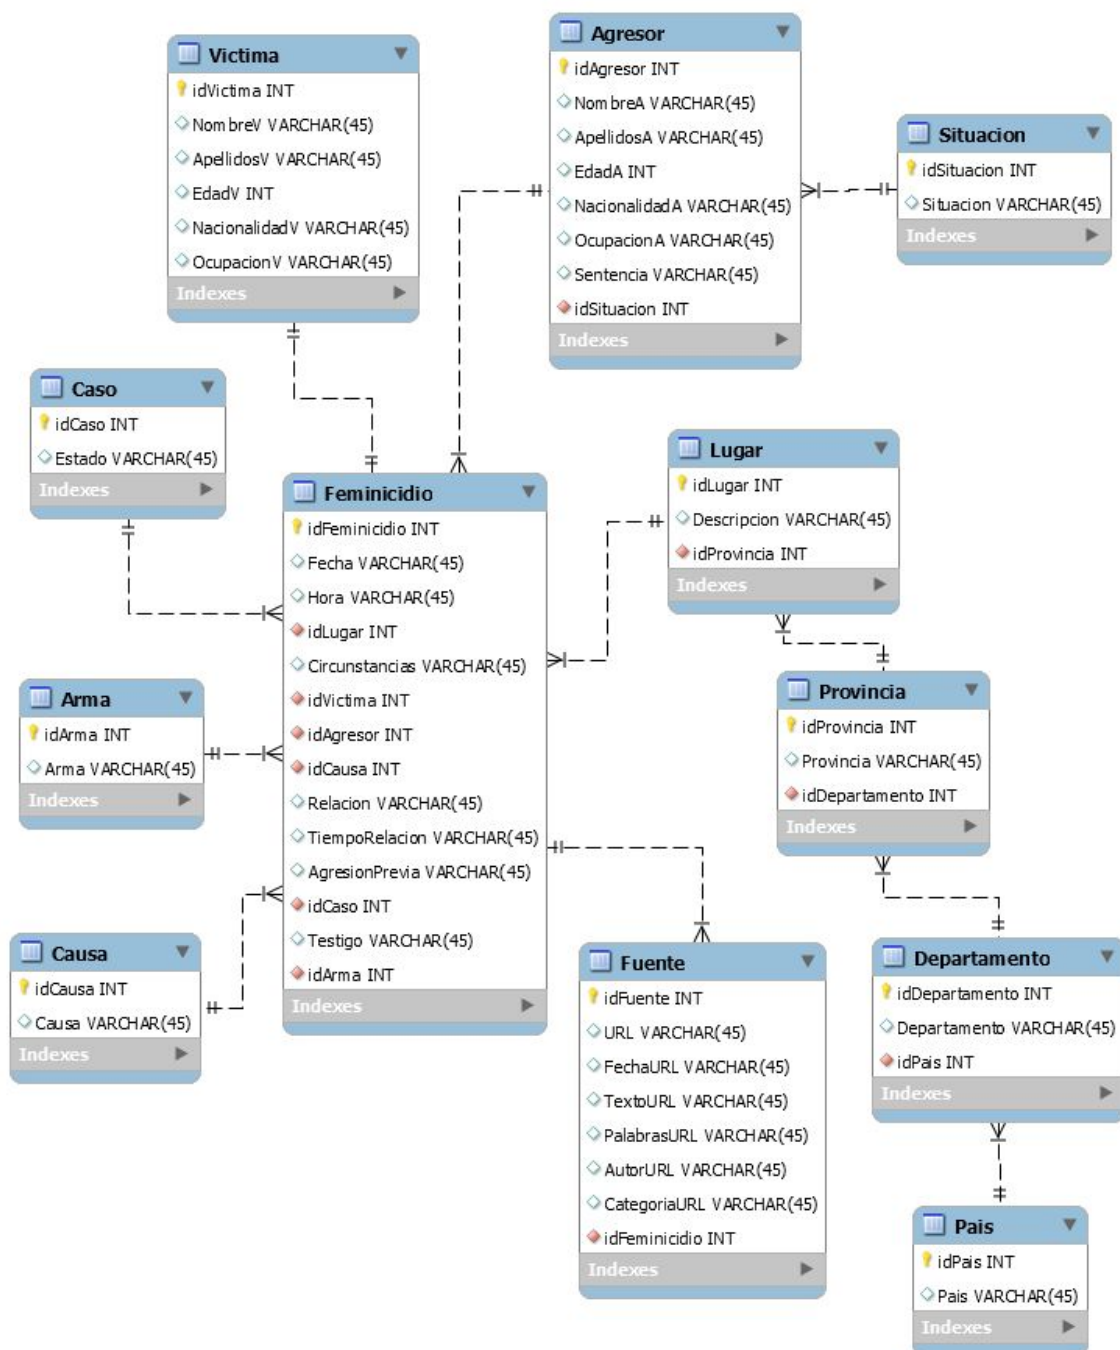 Victima
idVictima INT
NombreV VARCHAR(45)
ApellidosV VARCHAR(45)
EdadV INT
NacionalidadV VARCHAR(45)
OcupacionV VARCHAR(45)
Indexes
Agresor
idAgresor INT
NombreA VARCHAR(45)
ApellidosA VARCHAR(45)
EdadA INT
NacionalidadA VARCHAR(45)
OcupacionA VARCHAR(45)
Sentencia VARCHAR(45)
idSituacion INT
Indexes
Situacion
idSituacion INT
Situacion VARCHAR(45)
Indexes
Caso
idCaso INT
Estado VARCHAR(45)
Indexes
Feminicidio
idFeminicidio INT
Fecha VARCHAR(45)
Hora VARCHAR(45)
idLugar INT
Circunstancias VARCHAR(45)
idVictima INT
idAgresor INT
idCausa INT
Relacion VARCHAR(45)
TiempoRelacion VARCHAR(45)
AgresionPrevia VARCHAR(45)
idCaso INT
Testigo VARCHAR(45)
idArma INT
Indexes
Lugar
idLugar INT
Descripcion VARCHAR(45)
idProvincia INT
Indexes
Arma
idArma INT
Arma VARCHAR(45)
Indexes
Provincia
idProvincia INT
Provincia VARCHAR(45)
idDepartamento INT
Indexes
Causa
idCausa INT
Causa VARCHAR(45)
Indexes
Fuente
idFuente INT
URL VARCHAR(45)
FechaURL VARCHAR(45)
TextoURL VARCHAR(45)
PalabrasURL VARCHAR(45)
AutorURL VARCHAR(45)
CategoriaURL VARCHAR(45)
idFeminicidio INT
Indexes
Departamento
idDepartamento INT
Departamento VARCHAR(45)
idPais INT
Indexes
Pais
idPais INT
Pais VARCHAR(45)
Indexes